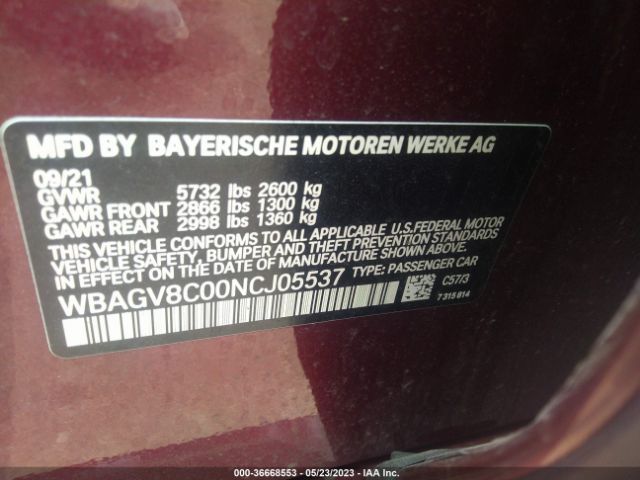 MFD BY BAYERISCHE MOTOREN WERKE AG
09/21
GVWR 5732 lbs 2600 kg
GAWR FRONT 2866 lbs 1300 kg
GAWR REAR 2998 lbs 1360 kg
THIS VEHICLE CONFORMS TO ALL APPLICABLE U.S.FEDERAL MOTOR
VEHICLE SAFETY, BUMPER AND THEFT PREVENTION STANDARDS
IN EFFECT ON THE DATE OF MANUFACTURE SHOWN ABOVE.
WBAGV8C00NCJ05537 TYPE: PASSENGER CAR
C57/3
7315814
000-36668553 - 05/23/2023 - IAA Inc.